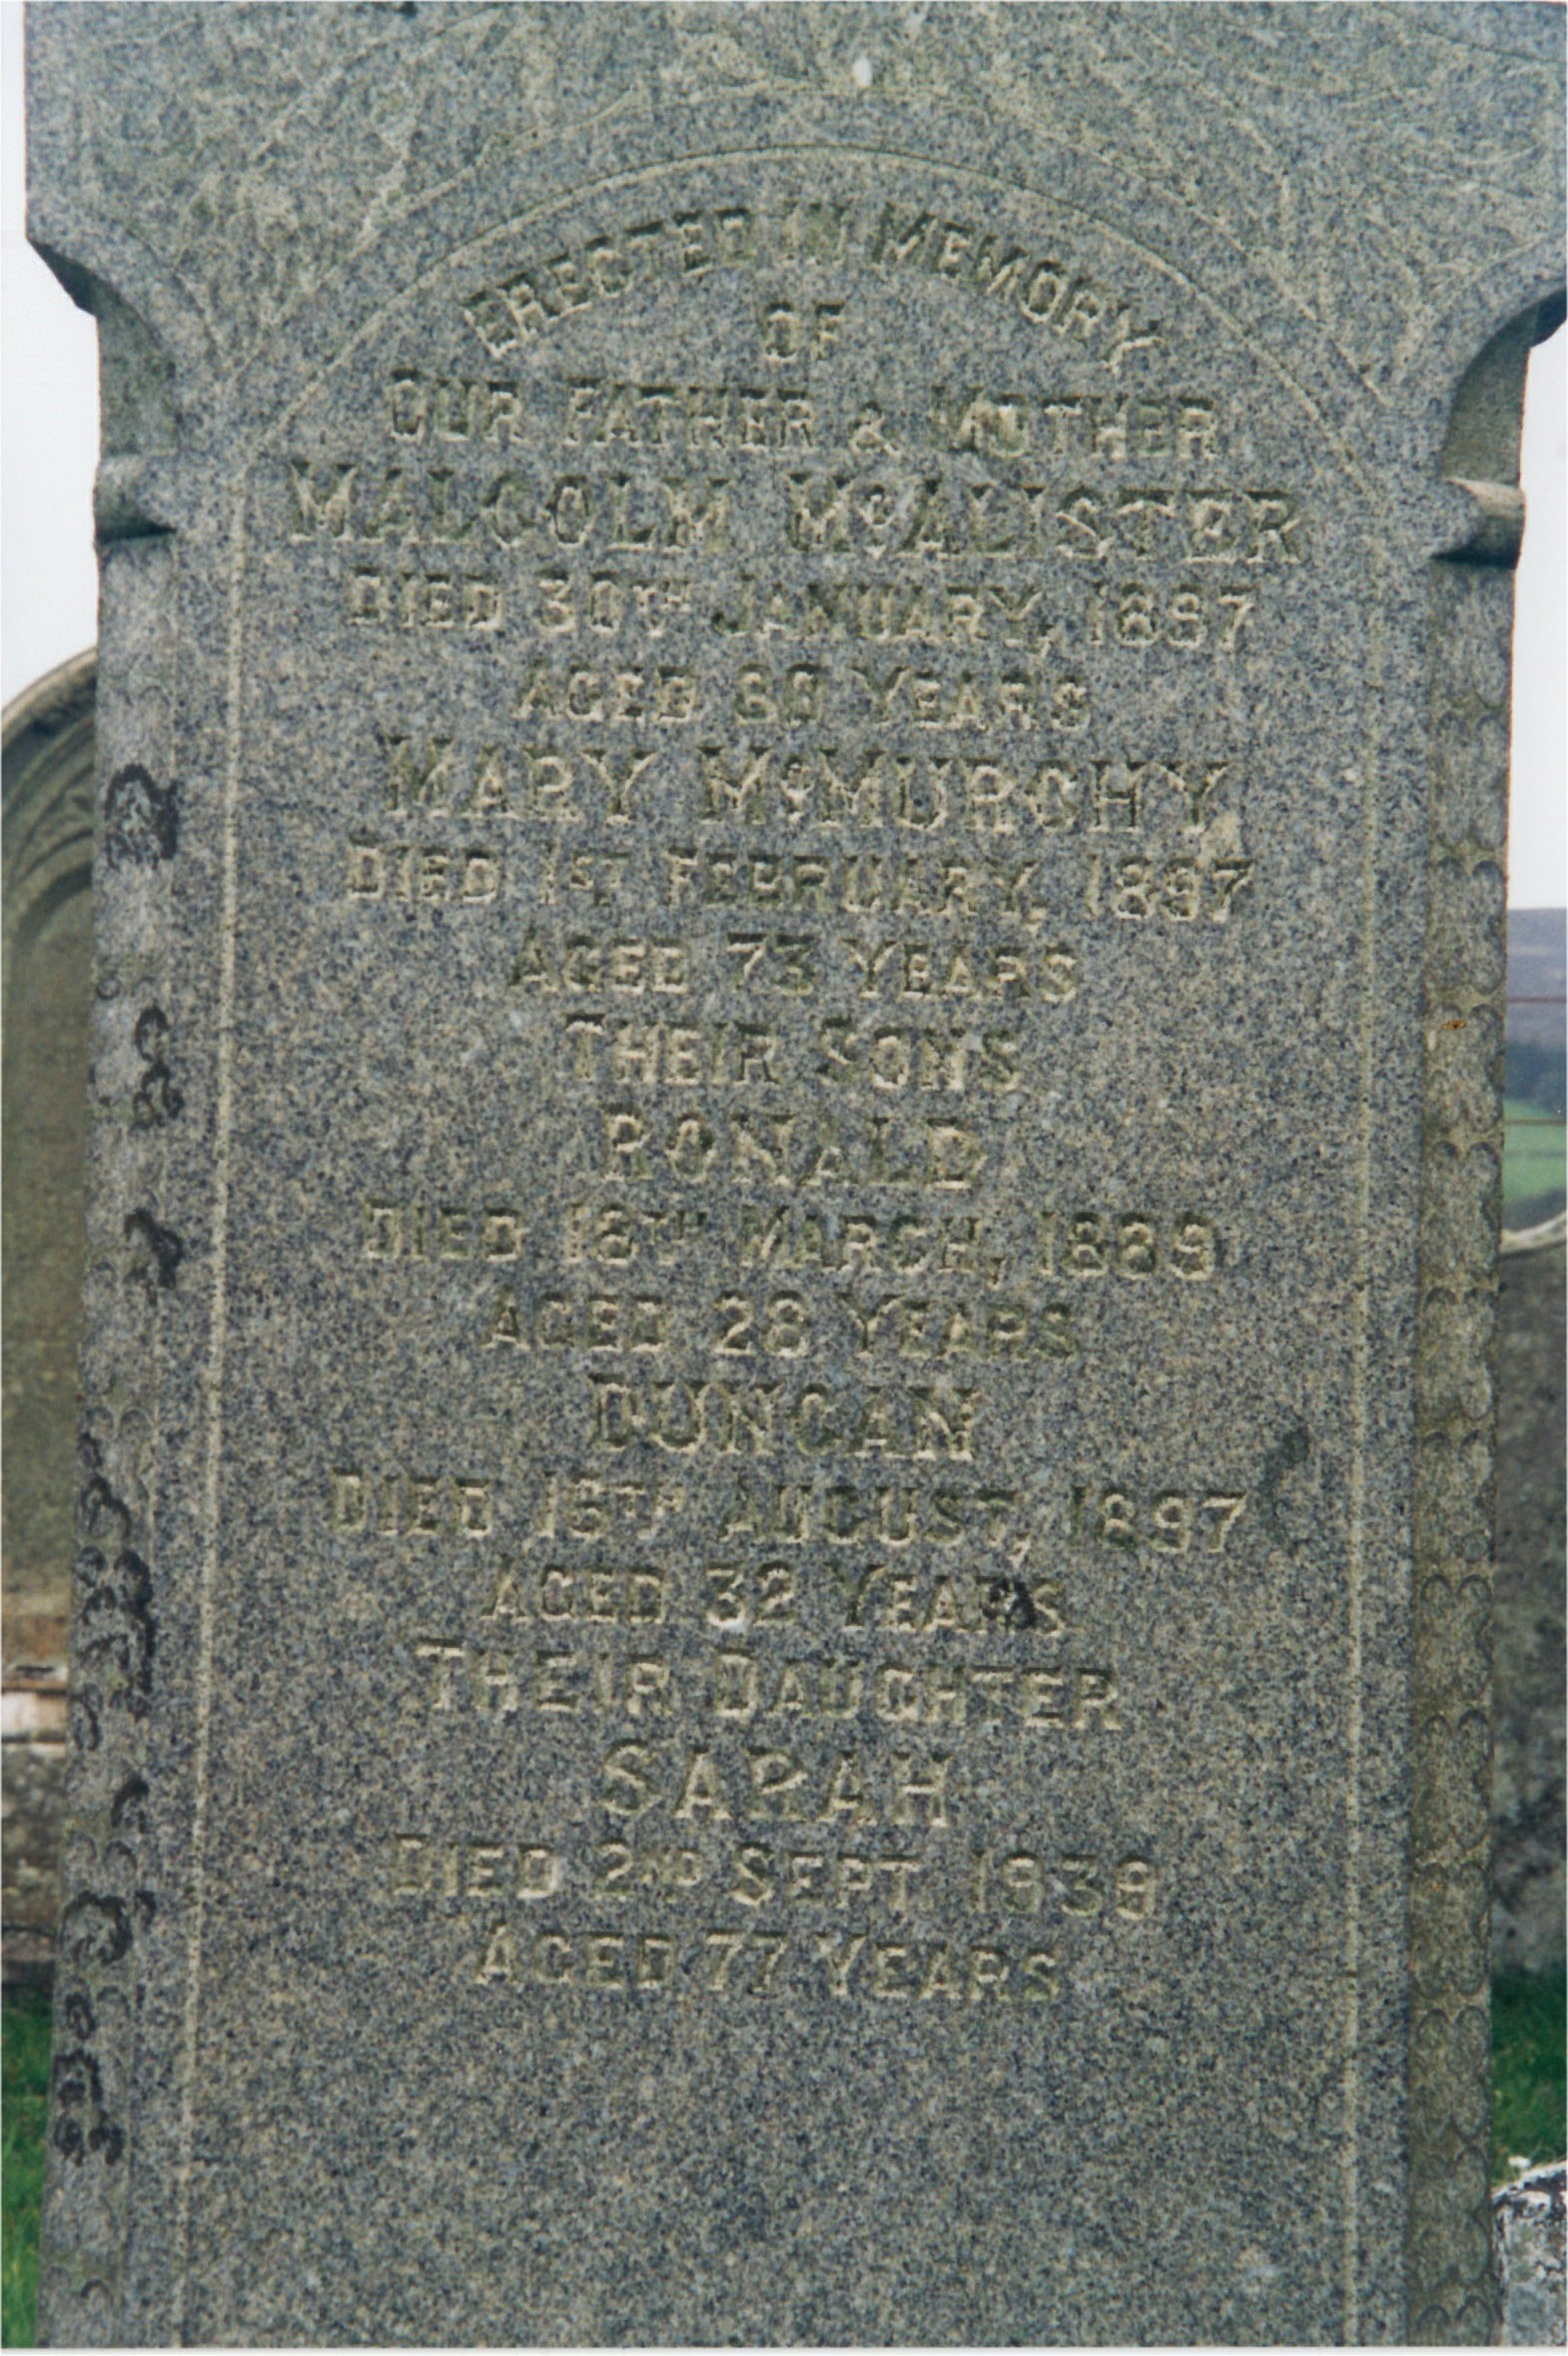 ERECTED IN MEMORY
OF
OUR FATHER & MOTHER
MALCOLM McALISTER
DIED 30TH JANUARY, 1897
AGED 80 YEARS
MARY McMURCHY
DIED 1ST FEBRUARY, 1897
AGED 73 YEARS
THEIR SONS
RONALD
DIED 18TH MARCH, 1889
AGED 28 YEARS
DUNCAN
DIED 16TH AUGUST, 1897
AGED 32 YEARS
THEIR DAUGHTER
SARAH
DIED 2ND SEPT 1939
AGED 77 YEARS